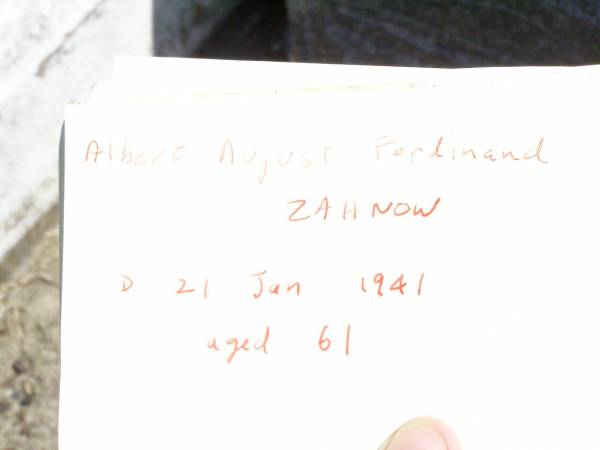 Albert August Ferdinand
ZAHNOW
D 21 Jan 1941
aged 61